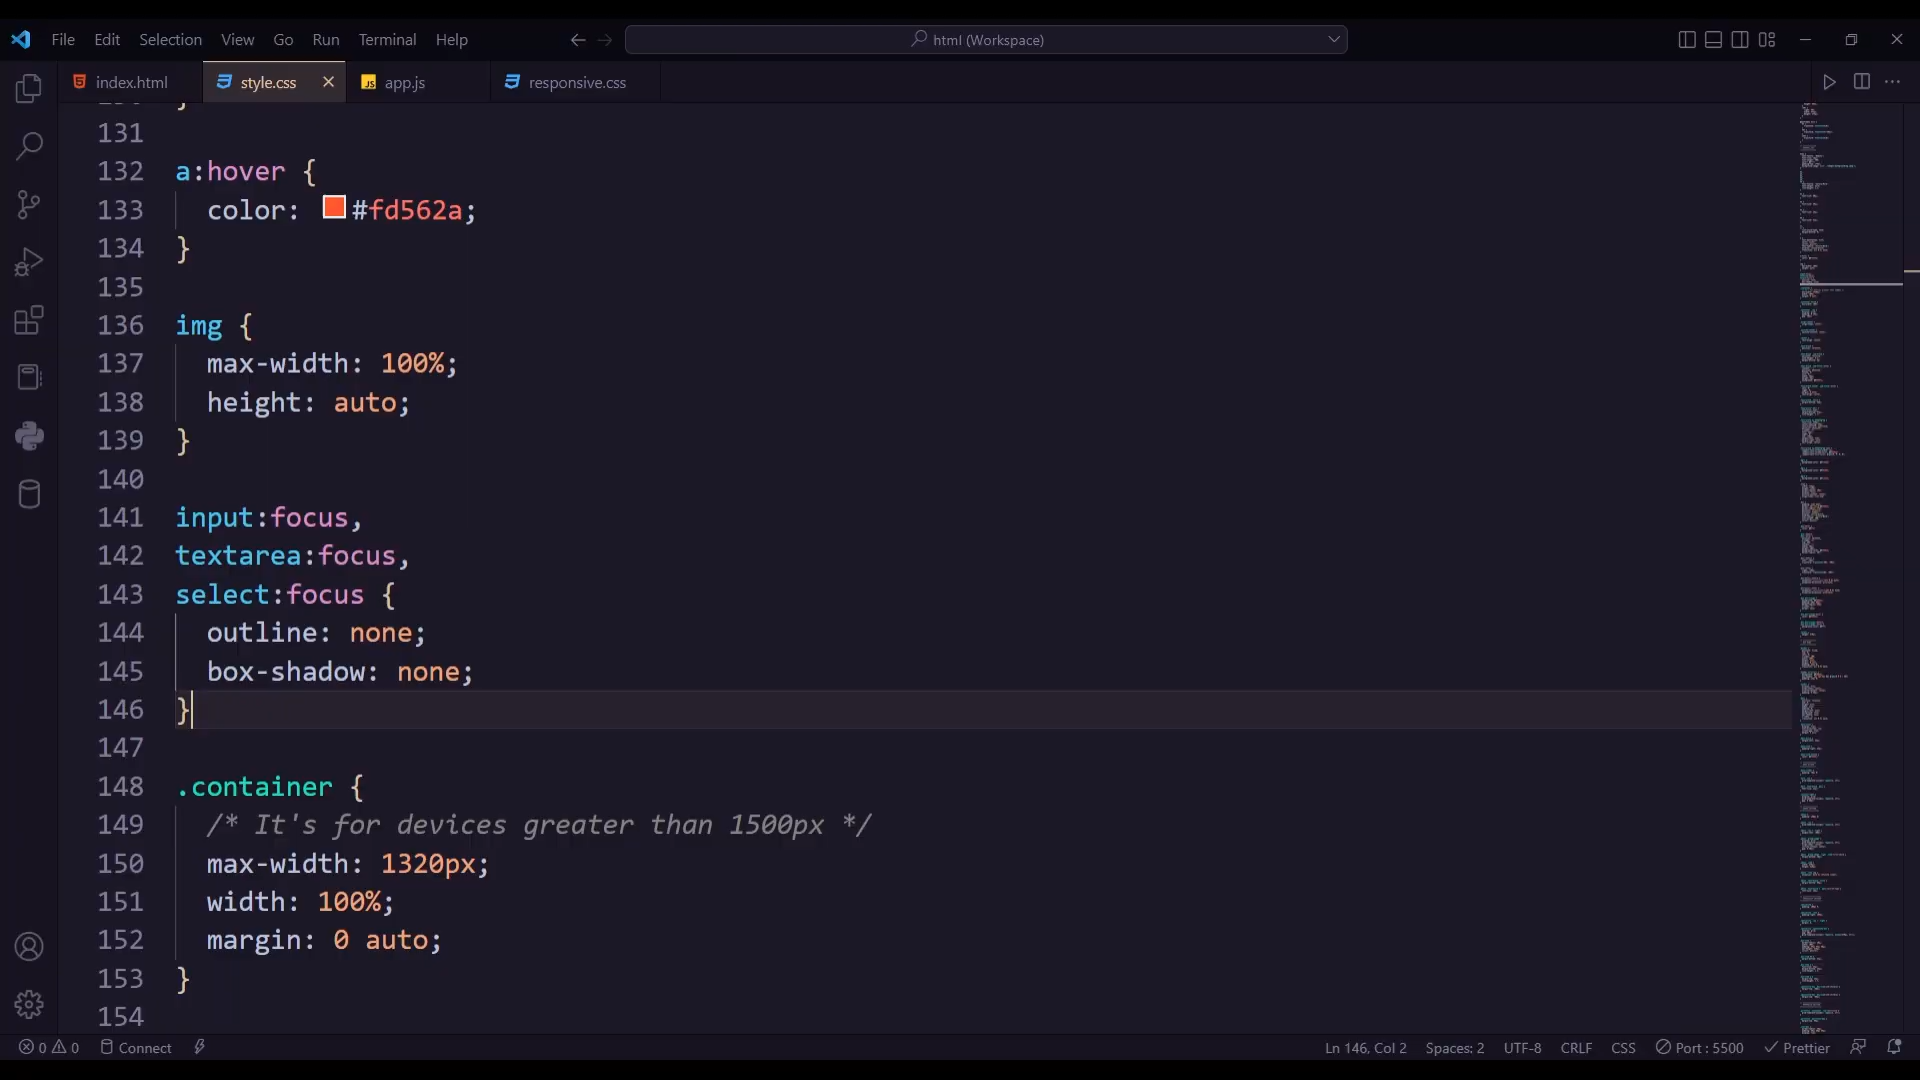 File Edit Selection View Go Run Terminal Help html (Workspace)
index.html style.css app.js responsive.css
131
132 a:hover {
133 color: #fd562a;
134 }
135
136 img {
137 max-width: 100%;
138 height: auto;
139 }
140
141 input:focus,
142 textarea:focus,
143 select:focus {
144 outline: none;
145 box-shadow: none;
146 }
147
148 .container {
149 /* It's for devices greater than 1500px */
150 max-width: 1320px;
151 width: 100%;
152 margin: 0 auto;
153 }
154
0 0 Connect Ln 146, Col 2 Spaces: 2 UTF-8 CRLF CSS Port : 5500 Prettier